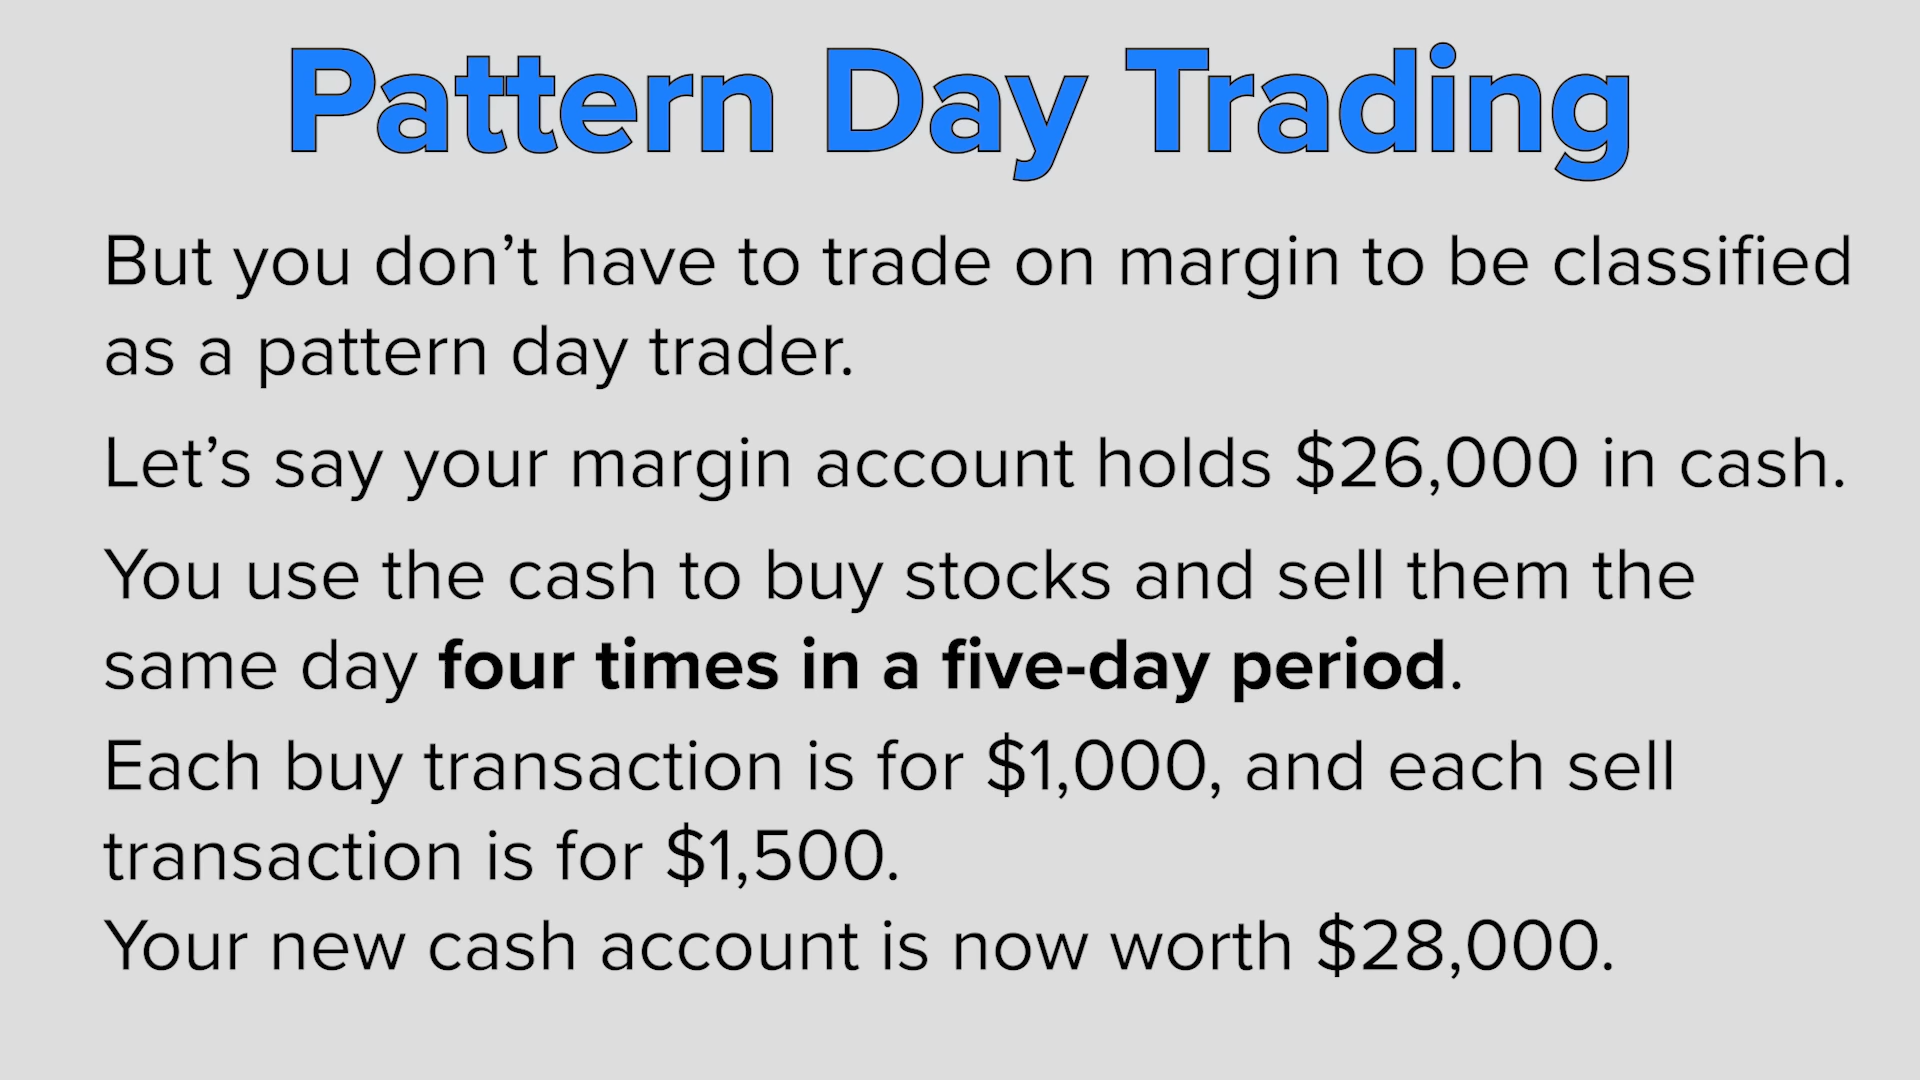 Pattern Day Trading
But you don’t have to trade on margin to be classified
as a pattern day trader.
Let’s say your margin account holds $26,000 in cash.
You use the cash to buy stocks and sell them the
same day four times in a five-day period.
Each buy transaction is for $1,000, and each sell
transaction is for $1,500.
Your new cash account is now worth $28,000.